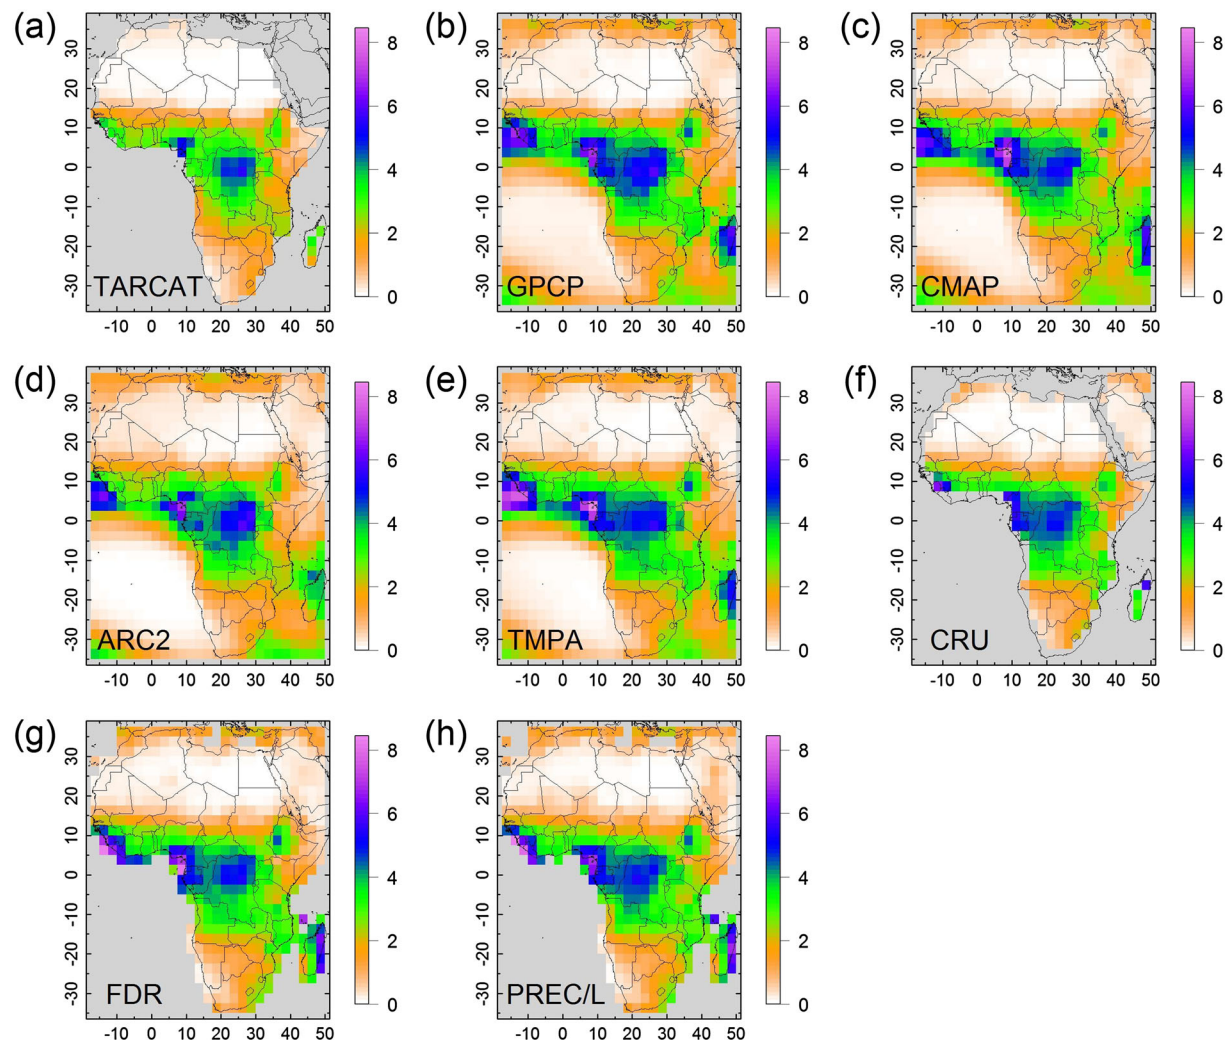 (a) (b) (c)
30 20 10 0 -10 -20 -30
TARCAT
8 6 4 2 0
-10 0 10 20 30 40 50
30 20 10 0 -10 -20 -30
GPCP
8 6 4 2 0
-10 0 10 20 30 40 50
30 20 10 0 -10 -20 -30
CMAP
8 6 4 2 0
-10 0 10 20 30 40 50
(d) (e) (f)
30 20 10 0 -10 -20 -30
ARC2
8 6 4 2 0
-10 0 10 20 30 40 50
30 20 10 0 -10 -20 -30
TMPA
8 6 4 2 0
-10 0 10 20 30 40 50
30 20 10 0 -10 -20 -30
CRU
8 6 4 2 0
-10 0 10 20 30 40 50
(g) (h)
30 20 10 0 -10 -20 -30
FDR
8 6 4 2 0
-10 0 10 20 30 40 50
30 20 10 0 -10 -20 -30
PREC/L
8 6 4 2 0
-10 0 10 20 30 40 50